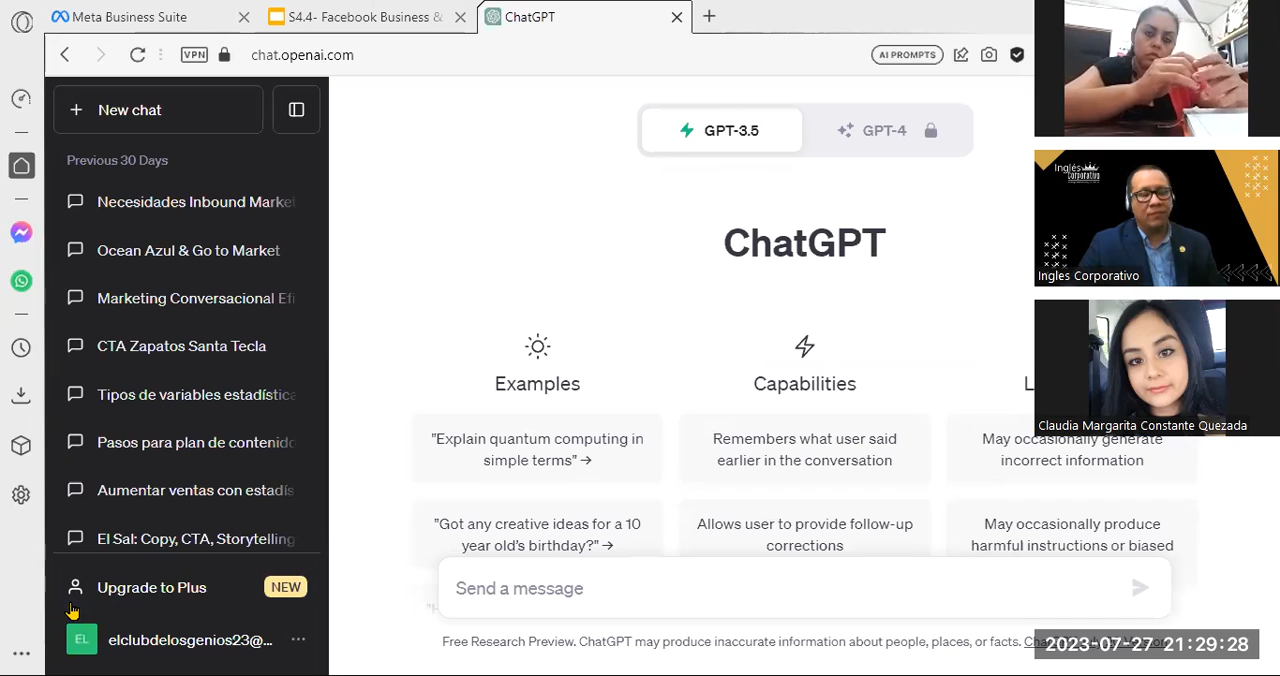 Meta Business Suite
S4.4- Facebook Business &
ChatGPT
VPN
chat.openai.com
AI PROMPTS
New chat
Previous 30 Days
Necesidades Inbound Marke
Ocean Azul & Go to Market
Marketing Conversacional Efi
CTA Zapatos Santa Tecla
Tipos de variables estadística
Pasos para plan de contenido
Aumentar ventas con estadís
El Sal: Copy, CTA, Storytelling
Upgrade to Plus
NEW
EL
elclubdelosgenios23@...
GPT-3.5
GPT-4
ChatGPT
Examples
"Explain quantum computing in
simple terms" →
"Got any creative ideas for a 10
year old's birthday?" →
Capabilities
Remembers what user said
earlier in the conversation
Allows user to provide follow-up
corrections
May occasionally generate
incorrect information
May occasionally produce
harmful instructions or biased
Send a message
Free Research Preview. ChatGPT may produce inaccurate information about people, places, or facts.
2023-07-27 21:29:28
Inglés
Corporativo
Ingles Corporativo
Claudia Margarita Constante Quezada